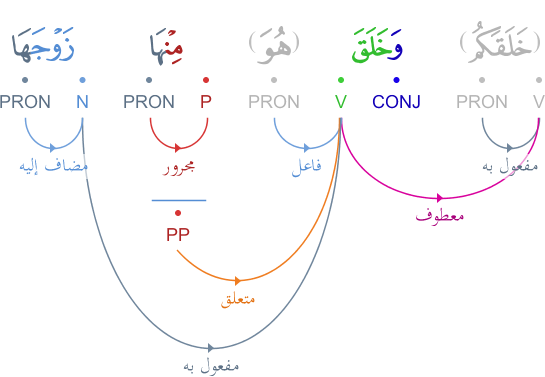 (خَلَقَكُم) وَخَلَقَ (هُوَ) مِنْهَا زَوْجَهَا
V PRON CONJ V PRON P PRON N PRON
مفعول به فاعل مجرور مضاف إليه
معطوف
PP
متعلق
مفعول به